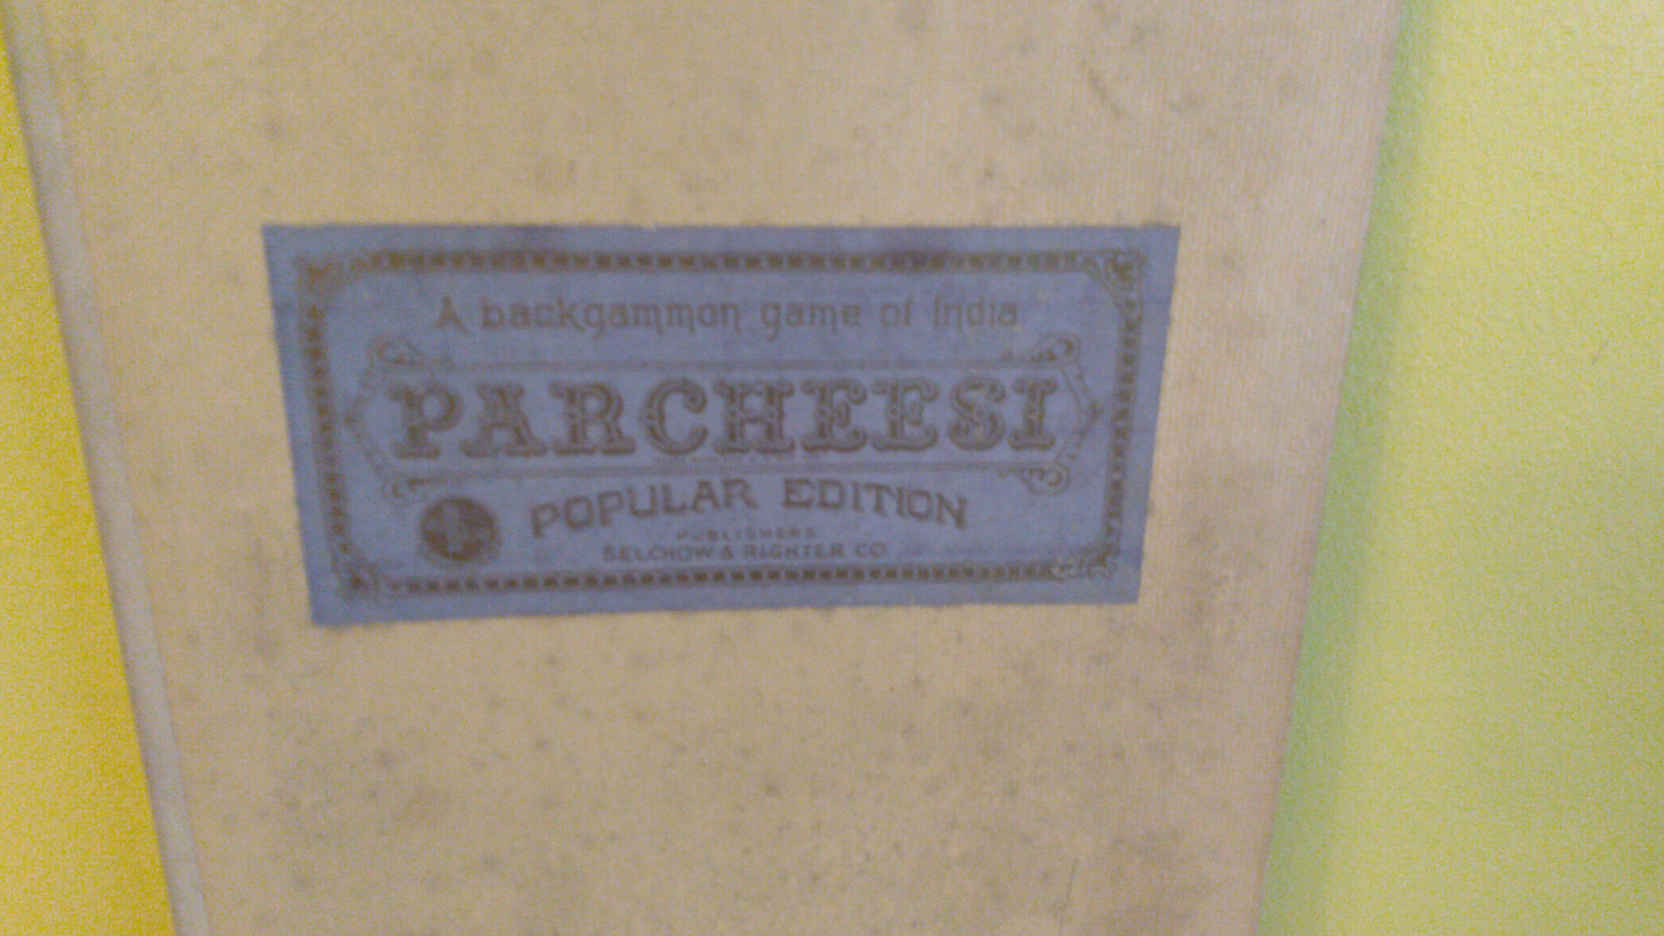 A backgammon game of India
PARCHEESI
POPULAR EDITION
PUBLISHERS
SELCHOW & RIGHTER CO